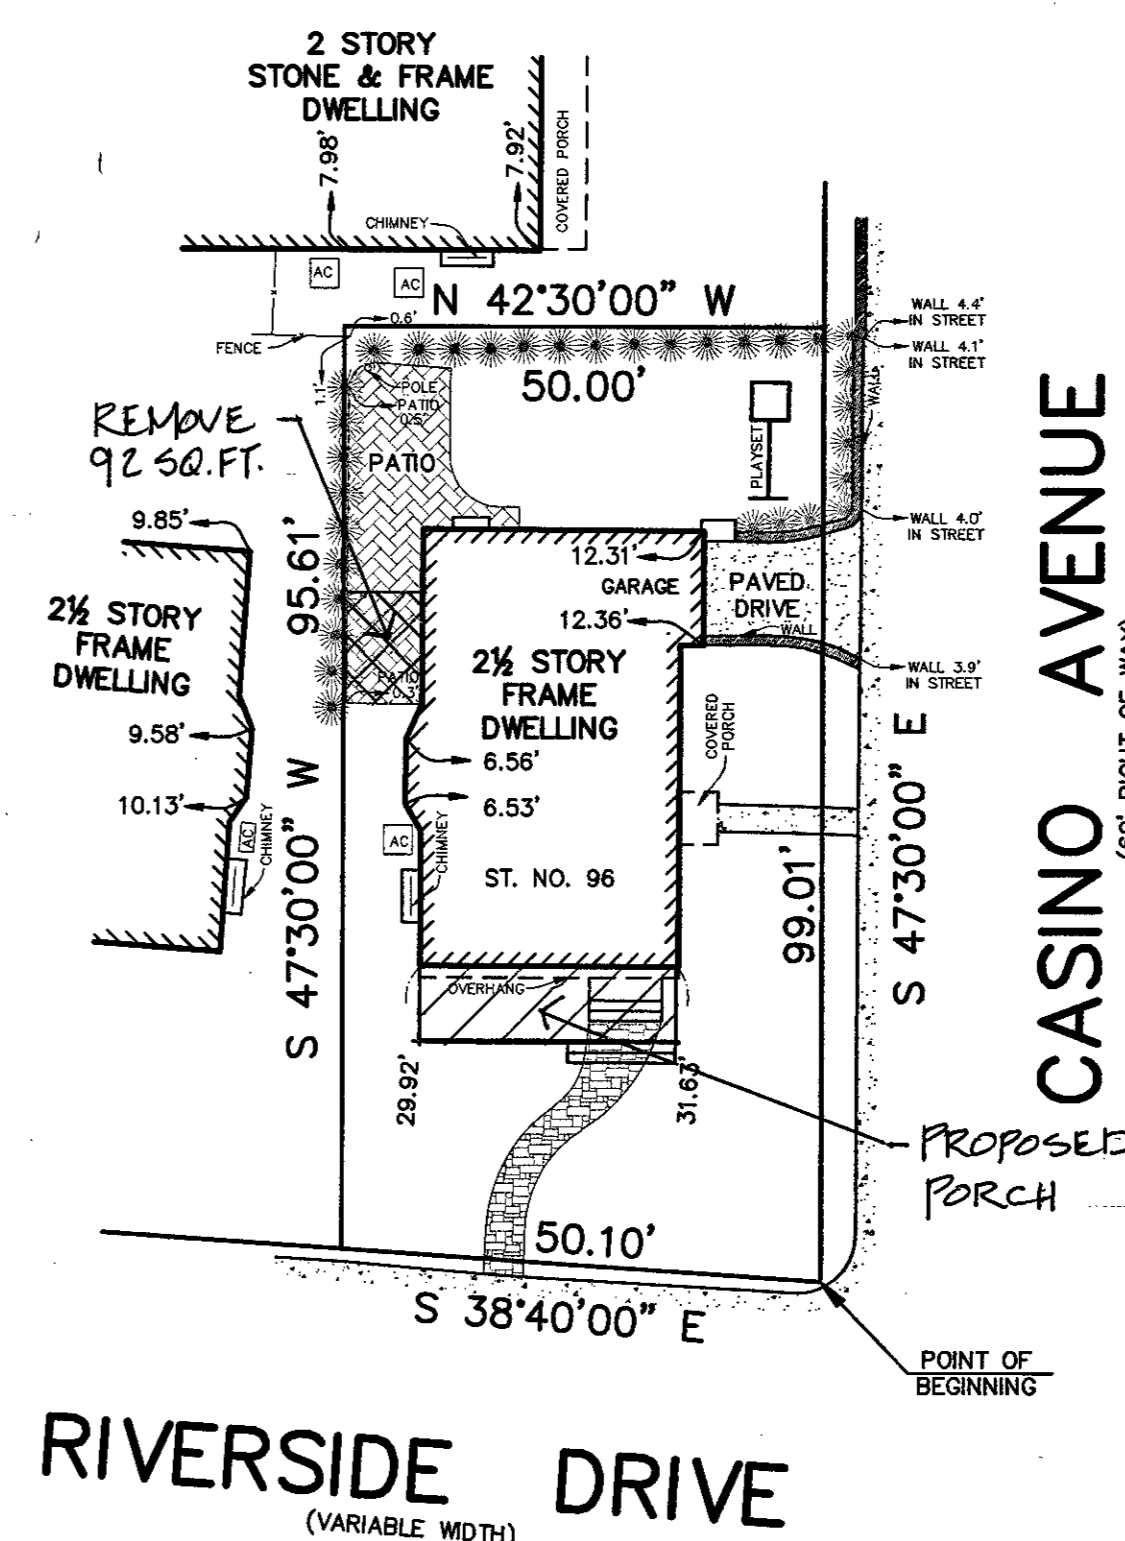 2 STORY
STONE & FRAME
DWELLING
7.98'
7.92'
COVERED PORCH
CHIMNEY
AC
AC
N 42°30'00" W
0.6'
FENCE
1.1'
50.00'
WALL 4.4'
IN STREET
WALL 4.1'
IN STREET
WALL
POLE
PATIO
0.5'
PATIO
PLAYSET
REMOVE
92 SQ.FT.
9.85'
95.61'
WALL 4.0'
IN STREET
12.31'
GARAGE
PAVED
DRIVE
12.36'
WALL
2½ STORY
FRAME
DWELLING
2½ STORY
FRAME
DWELLING
PATIO
0.3'
WALL 3.9'
IN STREET
COVERED
PORCH
9.58'
6.56'
10.13'
6.53'
AC
CHIMNEY
AC
CHIMNEY
ST. NO. 96
S 47°30'00" W
99.01'
S 47°30'00" E
CASINO AVENUE
OVERHANG
29.92'
31.63'
PROPOSED
PORCH
50.10'
S 38°40'00" E
POINT OF
BEGINNING
RIVERSIDE DRIVE
(VARIABLE WIDTH)